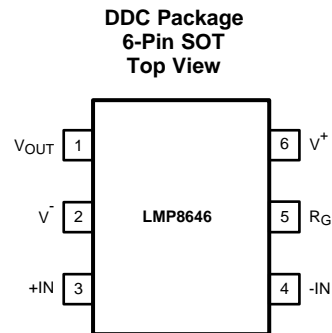 DDC Package
6-Pin SOT
Top View
VOUT 1 6 V+
V- 2 LMP8646 5 RG
+IN 3 4 -IN